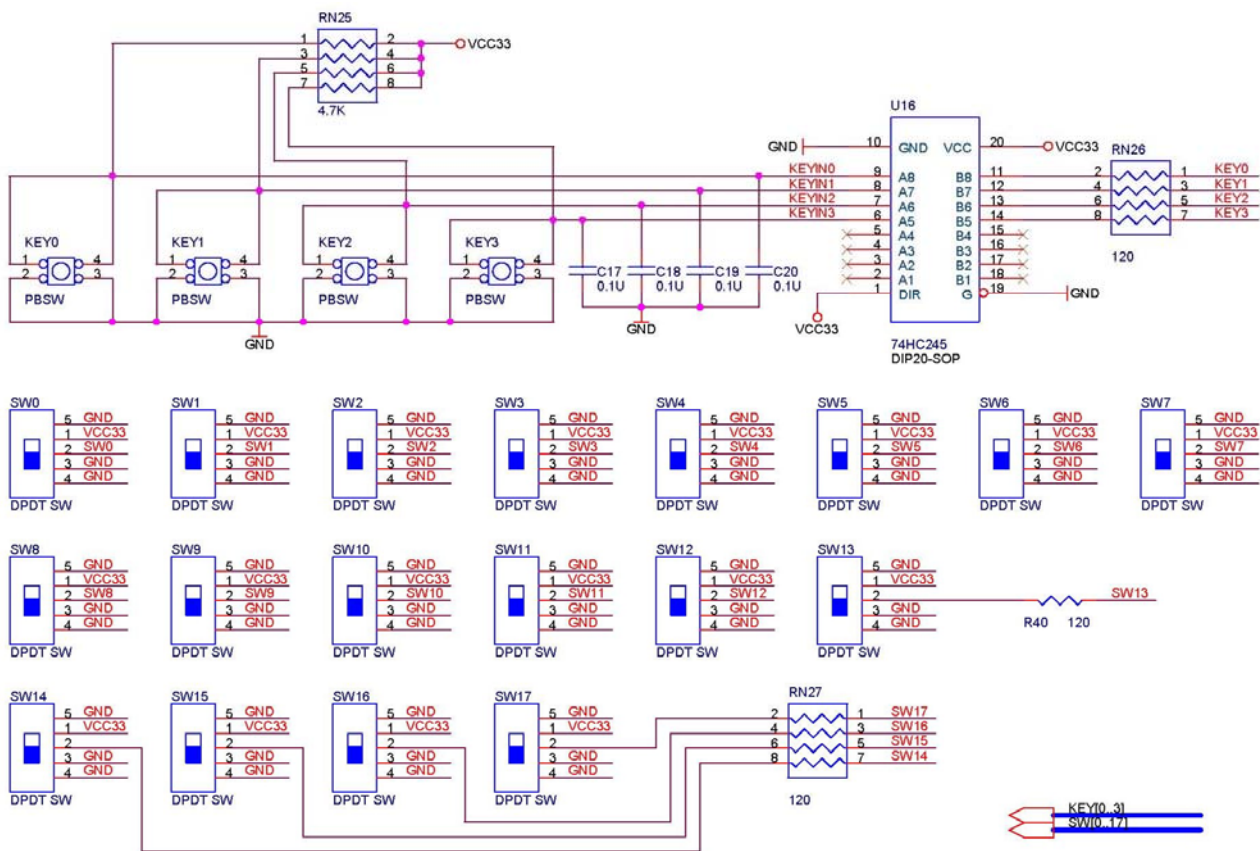 RN25
1 2 VCC33
3 4
5 6
7 8
4.7K
U16
GND 10 GND VCC 20 VCC33 RN26
KEYIN0 9 A8 B8 11 2 1 KEY0
KEYIN1 8 A7 B7 12 4 3 KEY1
KEYIN2 7 A6 B6 13 6 5 KEY2
KEYIN3 6 A5 B5 14 8 7 KEY3
5 A4 B4 15
4 A3 B3 16
3 A2 B2 17
2 A1 B1 18
1 DIR G 19 GND
120
VCC33
74HC245
DIP20-SOP
KEY0 KEY1 KEY2 KEY3
1 4 1 4 1 4 1 4
2 3 2 3 2 3 2 3
PBSW PBSW PBSW PBSW
C17 C18 C19 C20
0.1U 0.1U 0.1U 0.1U
GND GND
SW0 SW1 SW2 SW3 SW4 SW5 SW6 SW7
5 GND 5 GND 5 GND 5 GND 5 GND 5 GND 5 GND 5 GND
1 VCC33 1 VCC33 1 VCC33 1 VCC33 1 VCC33 1 VCC33 1 VCC33 1 VCC33
2 SW0 2 SW1 2 SW2 2 SW3 2 SW4 2 SW5 2 SW6 2 SW7
3 GND 3 GND 3 GND 3 GND 3 GND 3 GND 3 GND 3 GND
4 GND 4 GND 4 GND 4 GND 4 GND 4 GND 4 GND 4 GND
DPDT SW DPDT SW DPDT SW DPDT SW DPDT SW DPDT SW DPDT SW DPDT SW
SW8 SW9 SW10 SW11 SW12 SW13
5 GND 5 GND 5 GND 5 GND 5 GND 5 GND
1 VCC33 1 VCC33 1 VCC33 1 VCC33 1 VCC33 1 VCC33
2 SW8 2 SW9 2 SW10 2 SW11 2 SW12 2 SW13
3 GND 3 GND 3 GND 3 GND 3 GND 3 GND
4 GND 4 GND 4 GND 4 GND 4 GND 4 GND
R40 120
DPDT SW DPDT SW DPDT SW DPDT SW DPDT SW DPDT SW
SW14 SW15 SW16 SW17 RN27
5 GND 5 GND 5 GND 5 GND 2 1 SW17
1 VCC33 1 VCC33 1 VCC33 1 VCC33 4 3 SW16
2 2 2 2 6 5 SW15
3 GND 3 GND 3 GND 3 GND 8 7 SW14
4 GND 4 GND 4 GND 4 GND
DPDT SW DPDT SW DPDT SW DPDT SW 120
KEY[0..3]
SW[0..17]